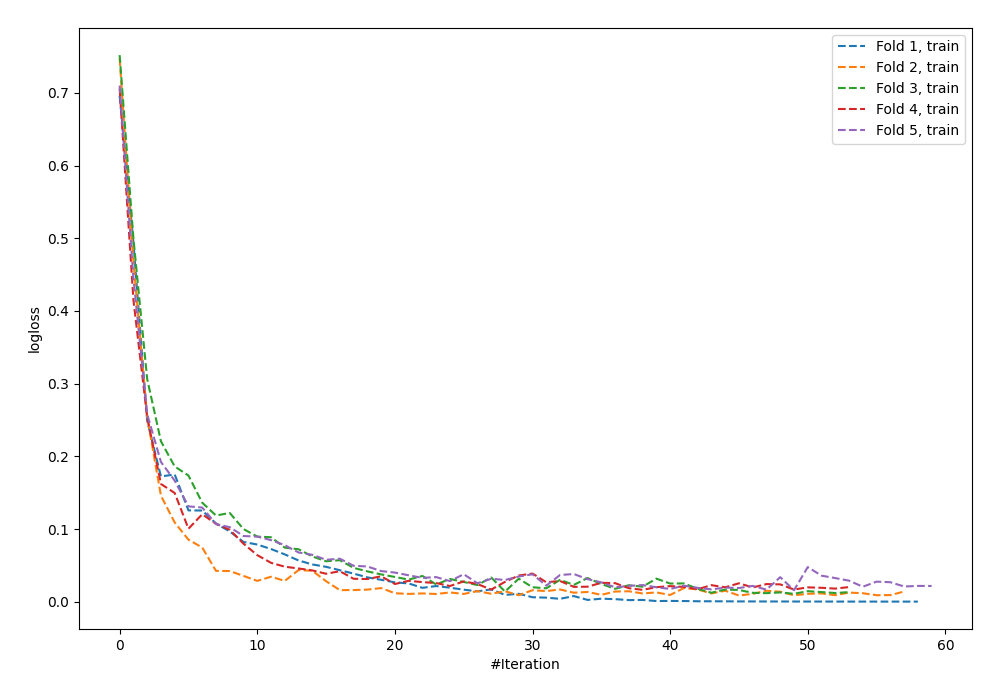 Fold 1, train
Fold 2, train
Fold 3, train
Fold 4, train
Fold 5, train
logloss
0.7
0.6
0.5
0.4
0.3
0.2
0.1
0.0
0 10 20 30 40 50 60
#Iteration